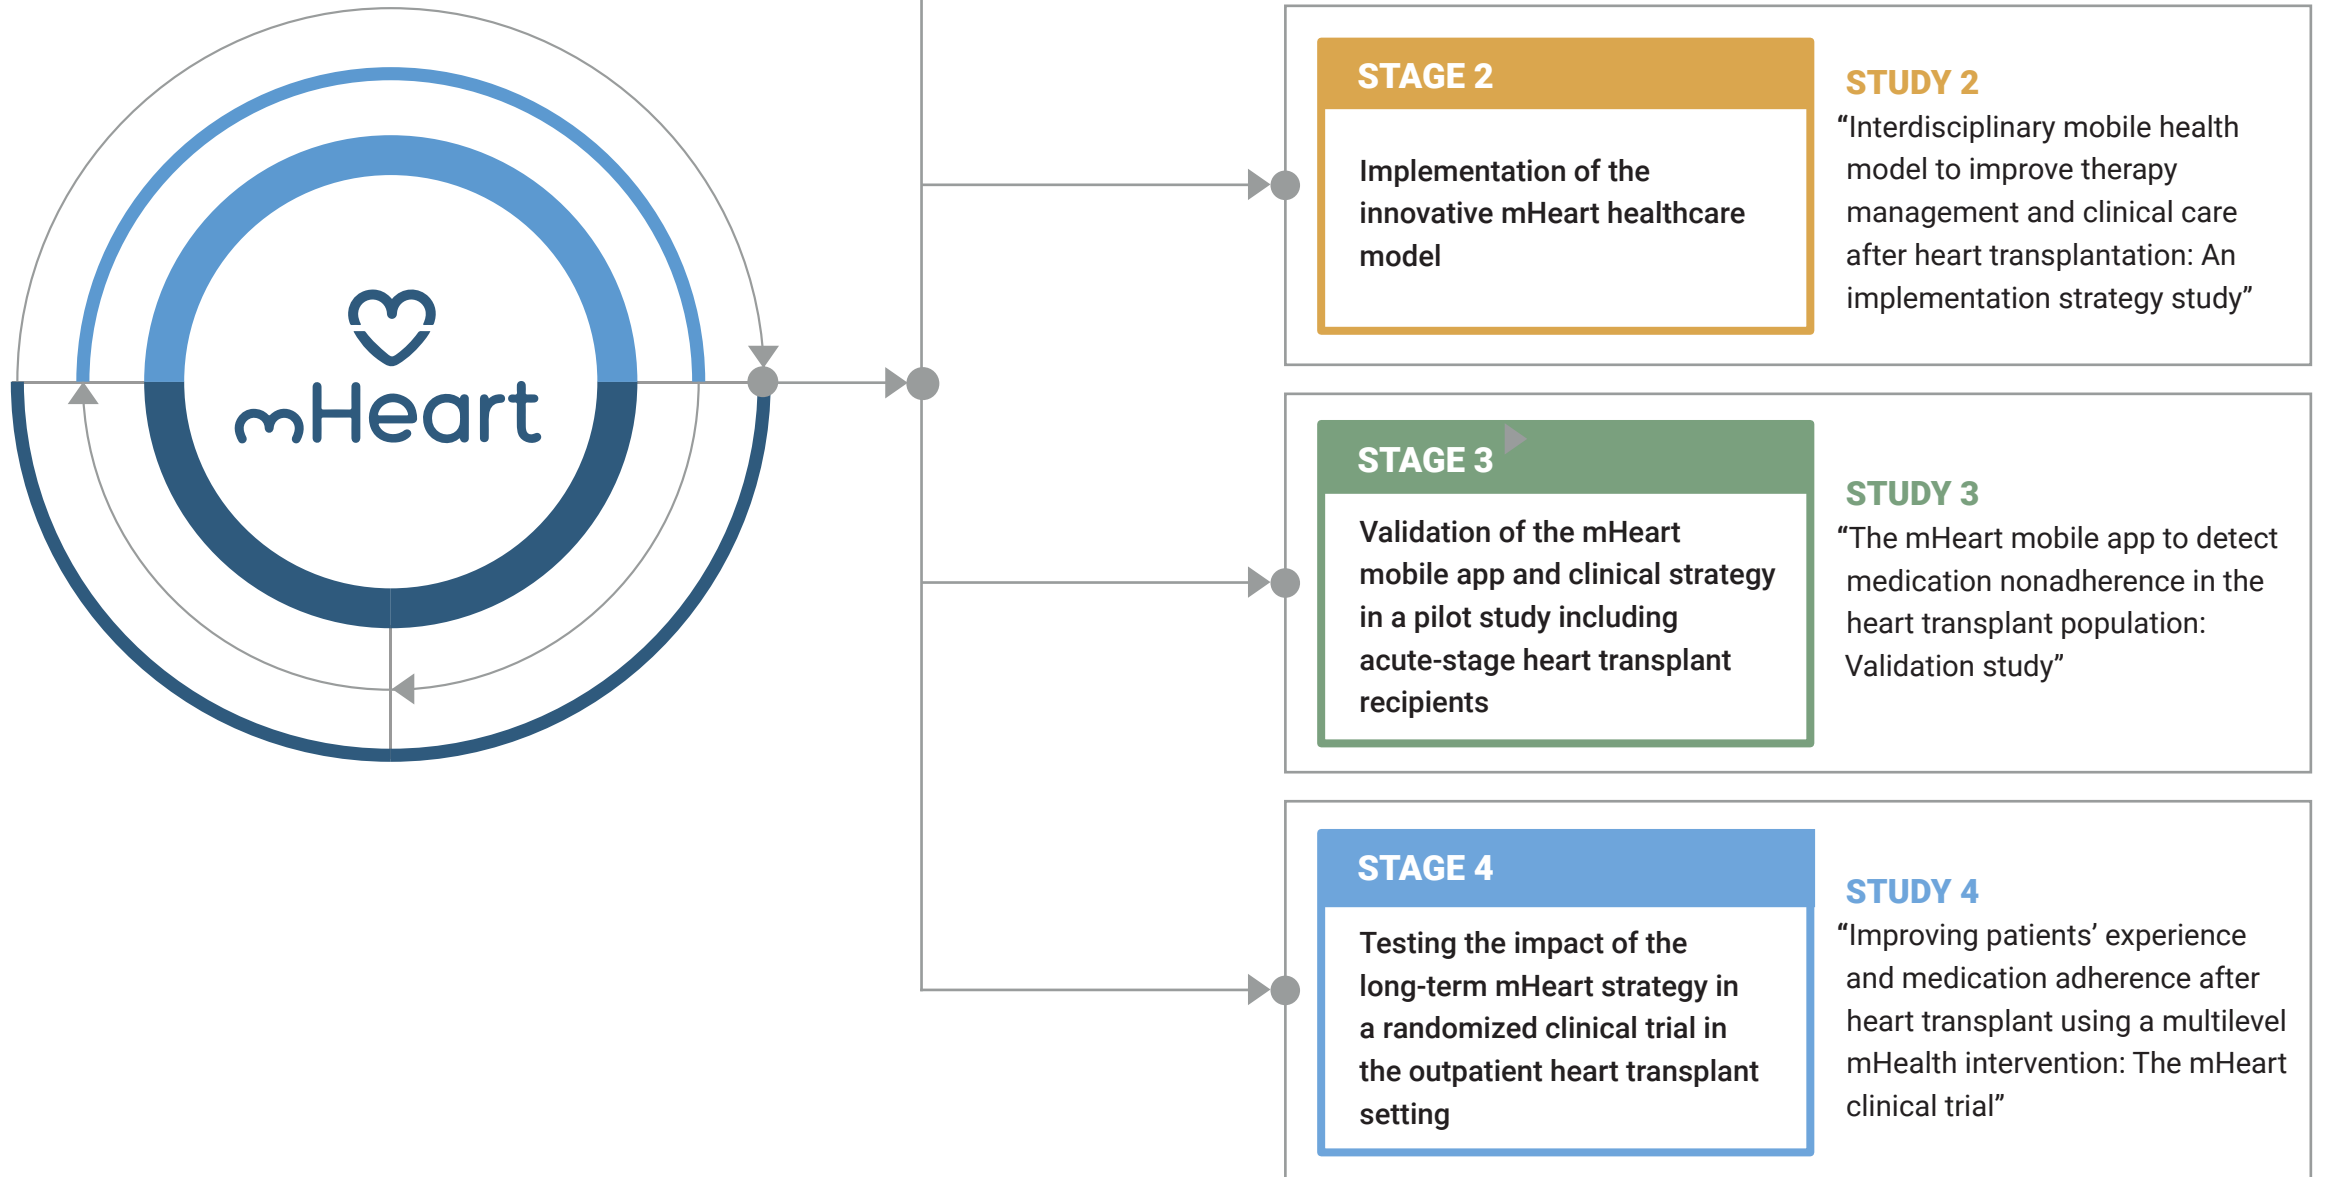 mHeart
STAGE 2
Implementation of the
innovative mHeart healthcare
model
STUDY 2
“Interdisciplinary mobile health
model to improve therapy
management and clinical care
after heart transplantation: An
implementation strategy study”
STAGE 3
Validation of the mHeart
mobile app and clinical strategy
in a pilot study including
acute-stage heart transplant
recipients
STUDY 3
“The mHeart mobile app to detect
medication nonadherence in the
heart transplant population:
Validation study”
STAGE 4
Testing the impact of the
long-term mHeart strategy in
a randomized clinical trial in
the outpatient heart transplant
setting
STUDY 4
“Improving patients’ experience
and medication adherence after
heart transplant using a multilevel
mHealth intervention: The mHeart
clinical trial”